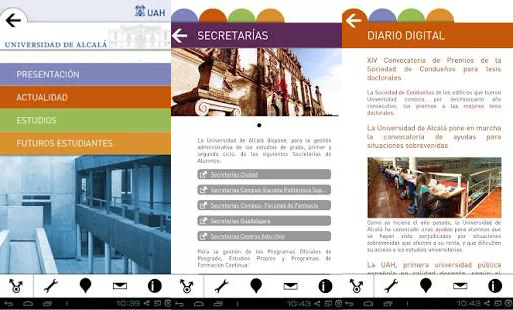 UAH
UNIVERSIDAD DE ALCALÁ
PRESENTACIÓN
ACTUALIDAD
ESTUDIOS
FUTUROS ESTUDIANTES
10:39
SECRETARÍAS
La Universidad de Alcalá dispone, para la gestión
administrativa de los estudios de grado, primer y
segundo ciclo, de las siguientes Secretarías de
Alumnos:
Secretarías Ciudad
Secretarías Campus-Escuela Politécnica Sup...
Secretarías Campus- Facultad de Farmacia
Secretarías Guadalajara
Secretarías Centros Adscritos
Para la gestión de los Programas Oficiales de
Posgrado, Estudios Propios y Programas de
Formación Continua:
10:43
DIARIO DIGITAL
XIV Convocatoria de Premios de la
Sociedad de Condueños para tesis
doctorales
La Sociedad de Condueños de los edificios que fueron
Universidad convoca, por decimocuarto año
consecutivo, los premios a las mejores tesis
doctorales.
La Universidad de Alcalá pone en marcha
la convocatoria de ayudas para
situaciones sobrevenidas
Como ya hiciera el año pasado, la Universidad de
Alcalá ha convocado unas ayudas para alumnos que
se hayan visto perjudicados por situaciones
sobrevenidas que afecten a su renta, y que dificulten
su acceso a los estudios universitarios.
La UAH, primera universidad pública
española en calidad docente, según el
10:43